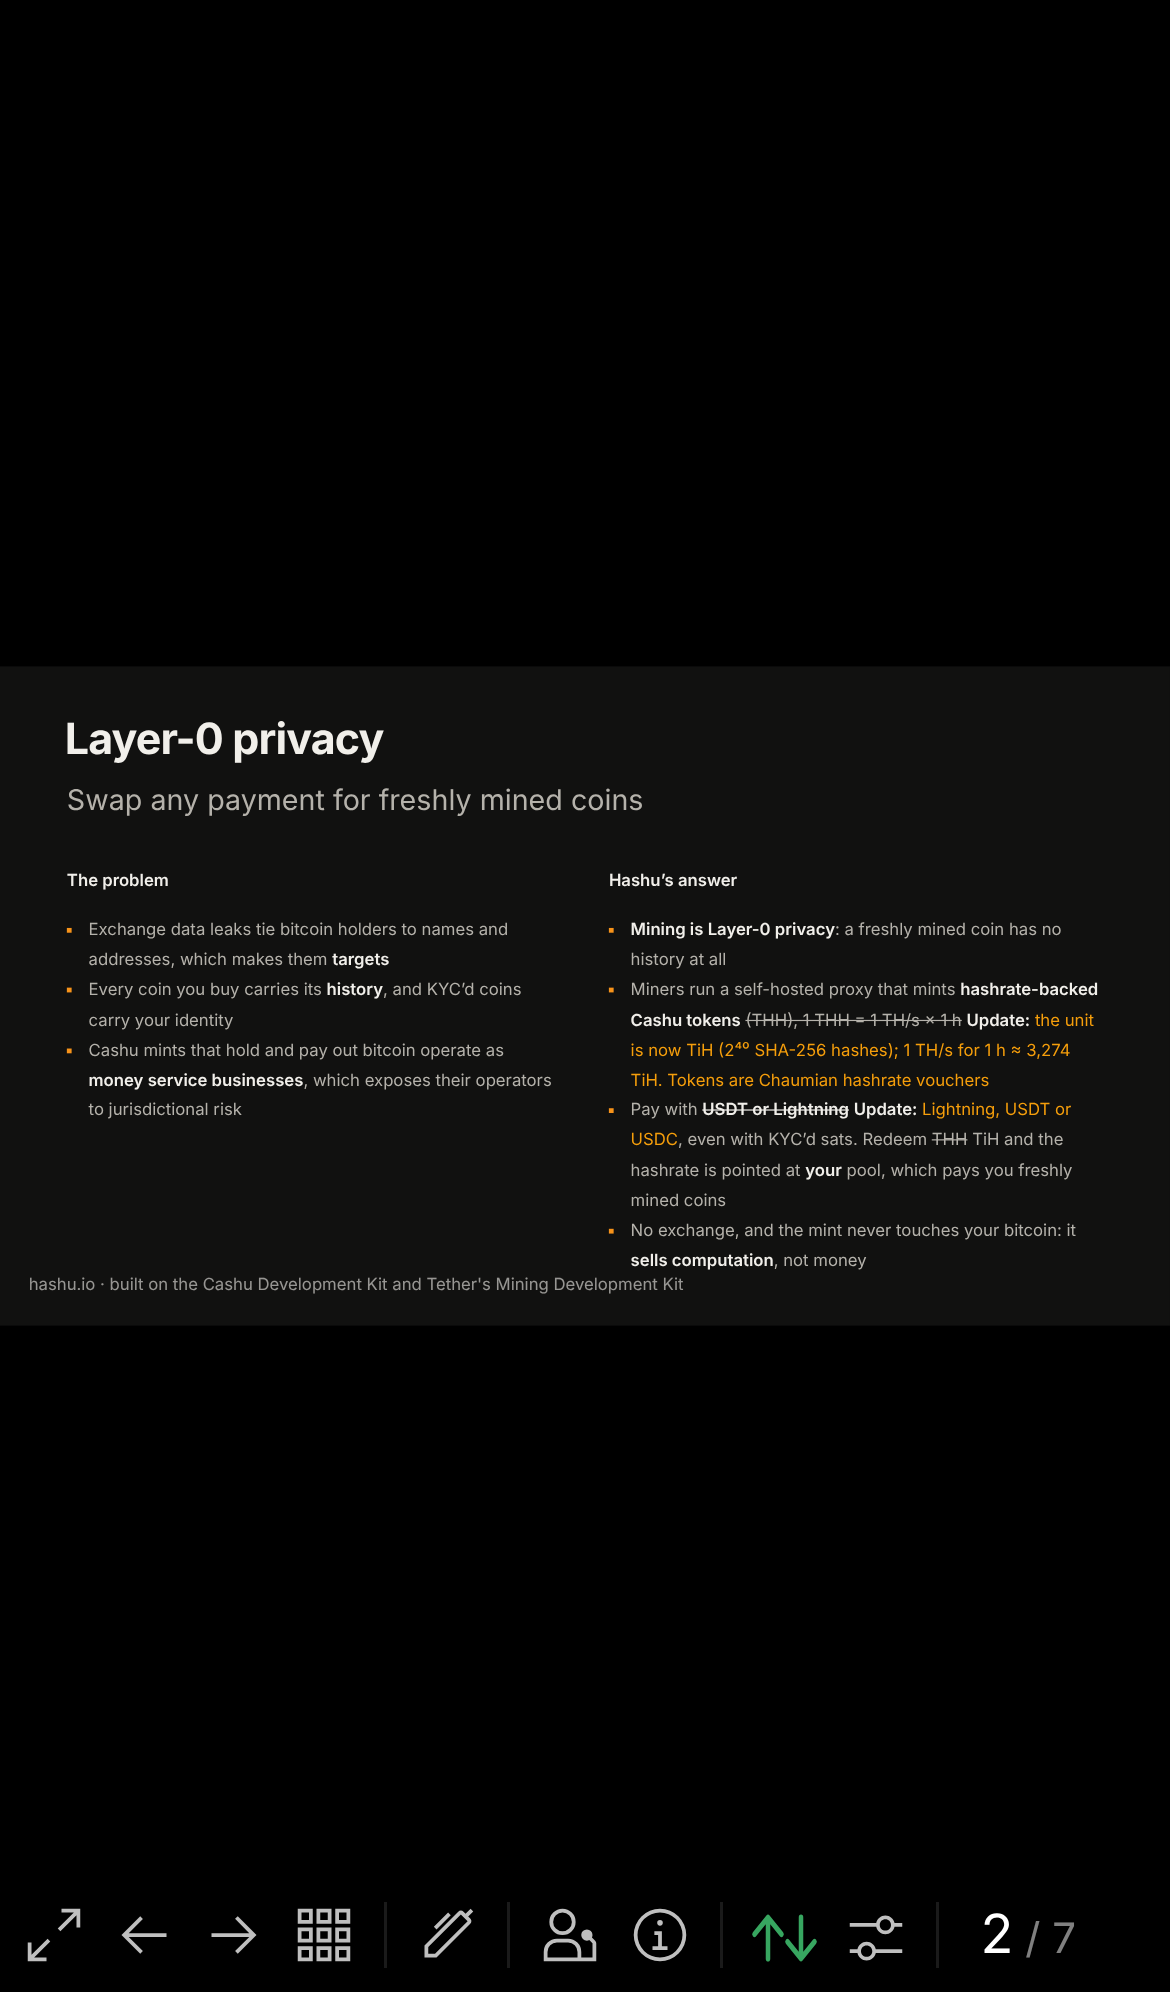 Layer-0 privacy
Swap any payment for freshly mined coins
The problem
▪ Exchange data leaks tie bitcoin holders to names and
addresses, which makes them targets
▪ Every coin you buy carries its history, and KYC’d coins
carry your identity
▪ Cashu mints that hold and pay out bitcoin operate as
money service businesses, which exposes their operators
to jurisdictional risk
Hashu’s answer
▪ Mining is Layer-0 privacy: a freshly mined coin has no
history at all
▪ Miners run a self-hosted proxy that mints hashrate-backed
Cashu tokens (THH), 1 THH = 1 TH/s × 1 h Update: the unit
is now TiH (2⁴⁰ SHA-256 hashes); 1 TH/s for 1 h ≈ 3,274
TiH. Tokens are Chaumian hashrate vouchers
▪ Pay with USDT or Lightning Update: Lightning, USDT or
USDC, even with KYC’d sats. Redeem THH TiH and the
hashrate is pointed at your pool, which pays you freshly
mined coins
▪ No exchange, and the mint never touches your bitcoin: it
sells computation, not money
hashu.io · built on the Cashu Development Kit and Tether's Mining Development Kit
2 / 7